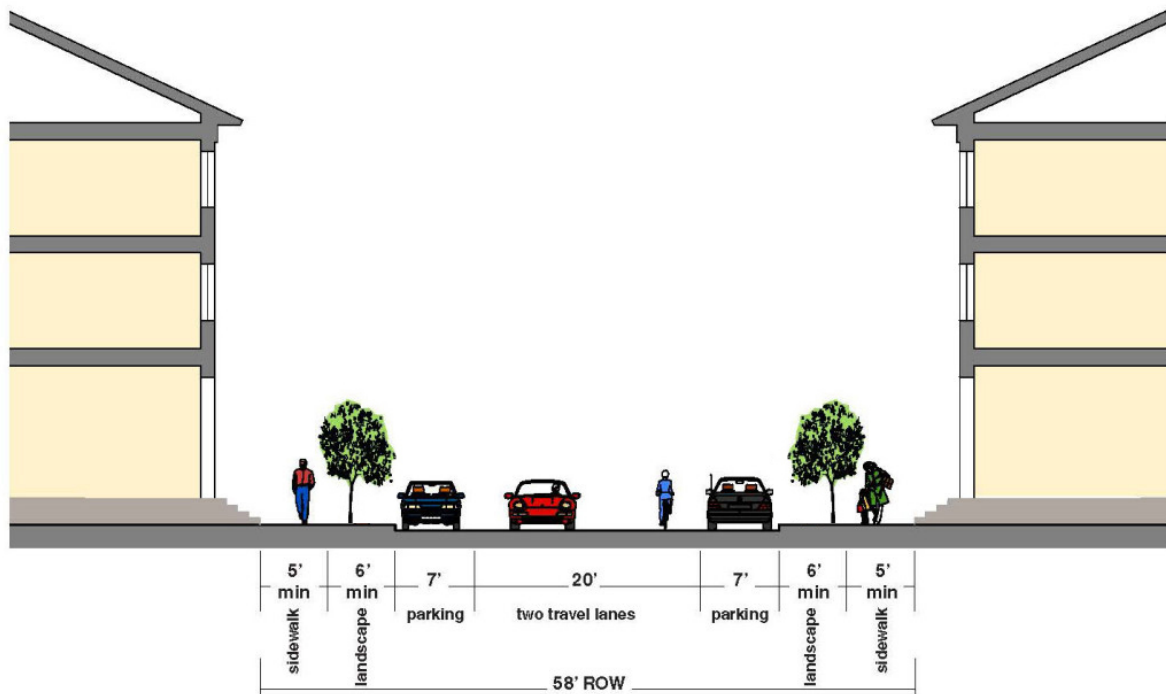 5' 6' 7' 20' 7' 6' 5'
min min min min
sidewalk landscape parking two travel lanes parking landscape sidewalk
58' ROW